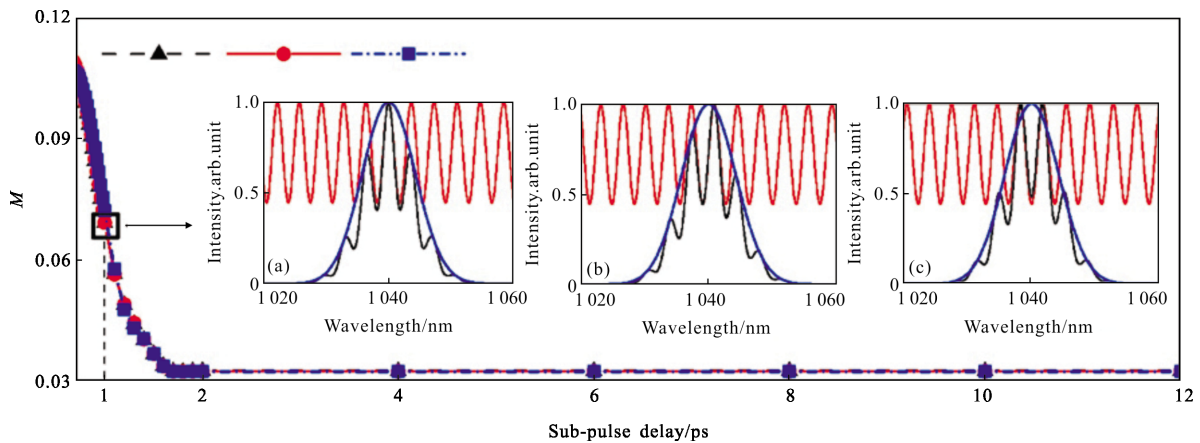 0.12
0.09
0.06
0.03
M
1.0
0.5
0
Intensity.arb.unit
(a)
1 020
1 040
1 060
Wavelength/nm
1.0
0.5
0
Intensity.arb.unit
(b)
1 020
1 040
1 060
Wavelength/nm
1.0
0.5
0
Intensity.arb.unit
(c)
1 020
1 040
1 060
Wavelength/nm
1
2
4
6
8
10
12
Sub-pulse delay/ps